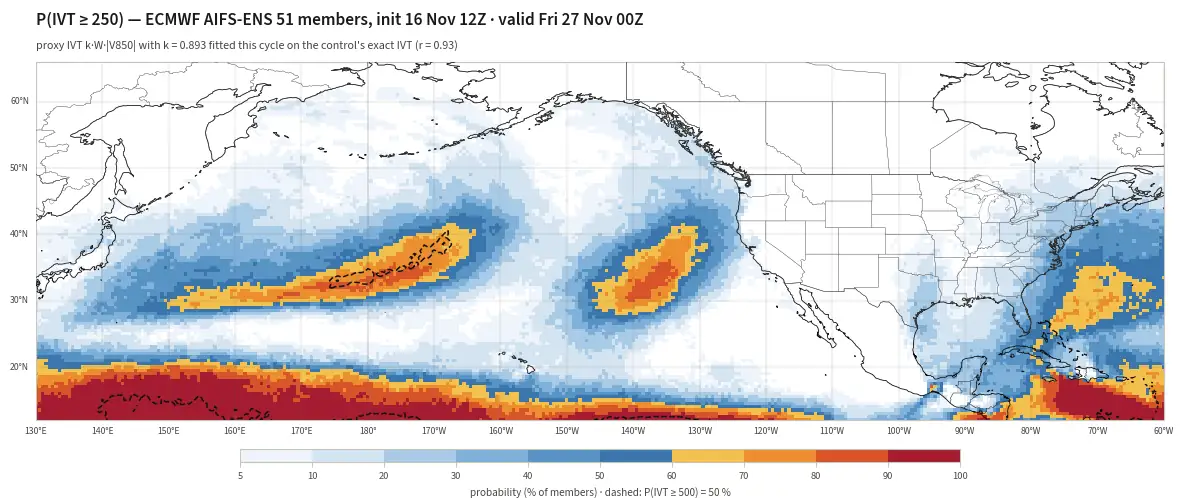 P(IVT ≥ 250) — ECMWF AIFS-ENS 51 members, init 16 Nov 12Z · valid Fri 27 Nov 00Z
proxy IVT k·W·|V850| with k = 0.893 fitted this cycle on the control's exact IVT (r = 0.93)
60°N
50°N
40°N
30°N
20°N
130°E 140°E 150°E 160°E 170°E 180° 170°W 160°W 150°W 140°W 130°W 120°W 110°W 100°W 90°W 80°W 70°W 60°W
5 10 20 30 40 50 60 70 80 90 100
probability (% of members) · dashed: P(IVT ≥ 500) = 50 %